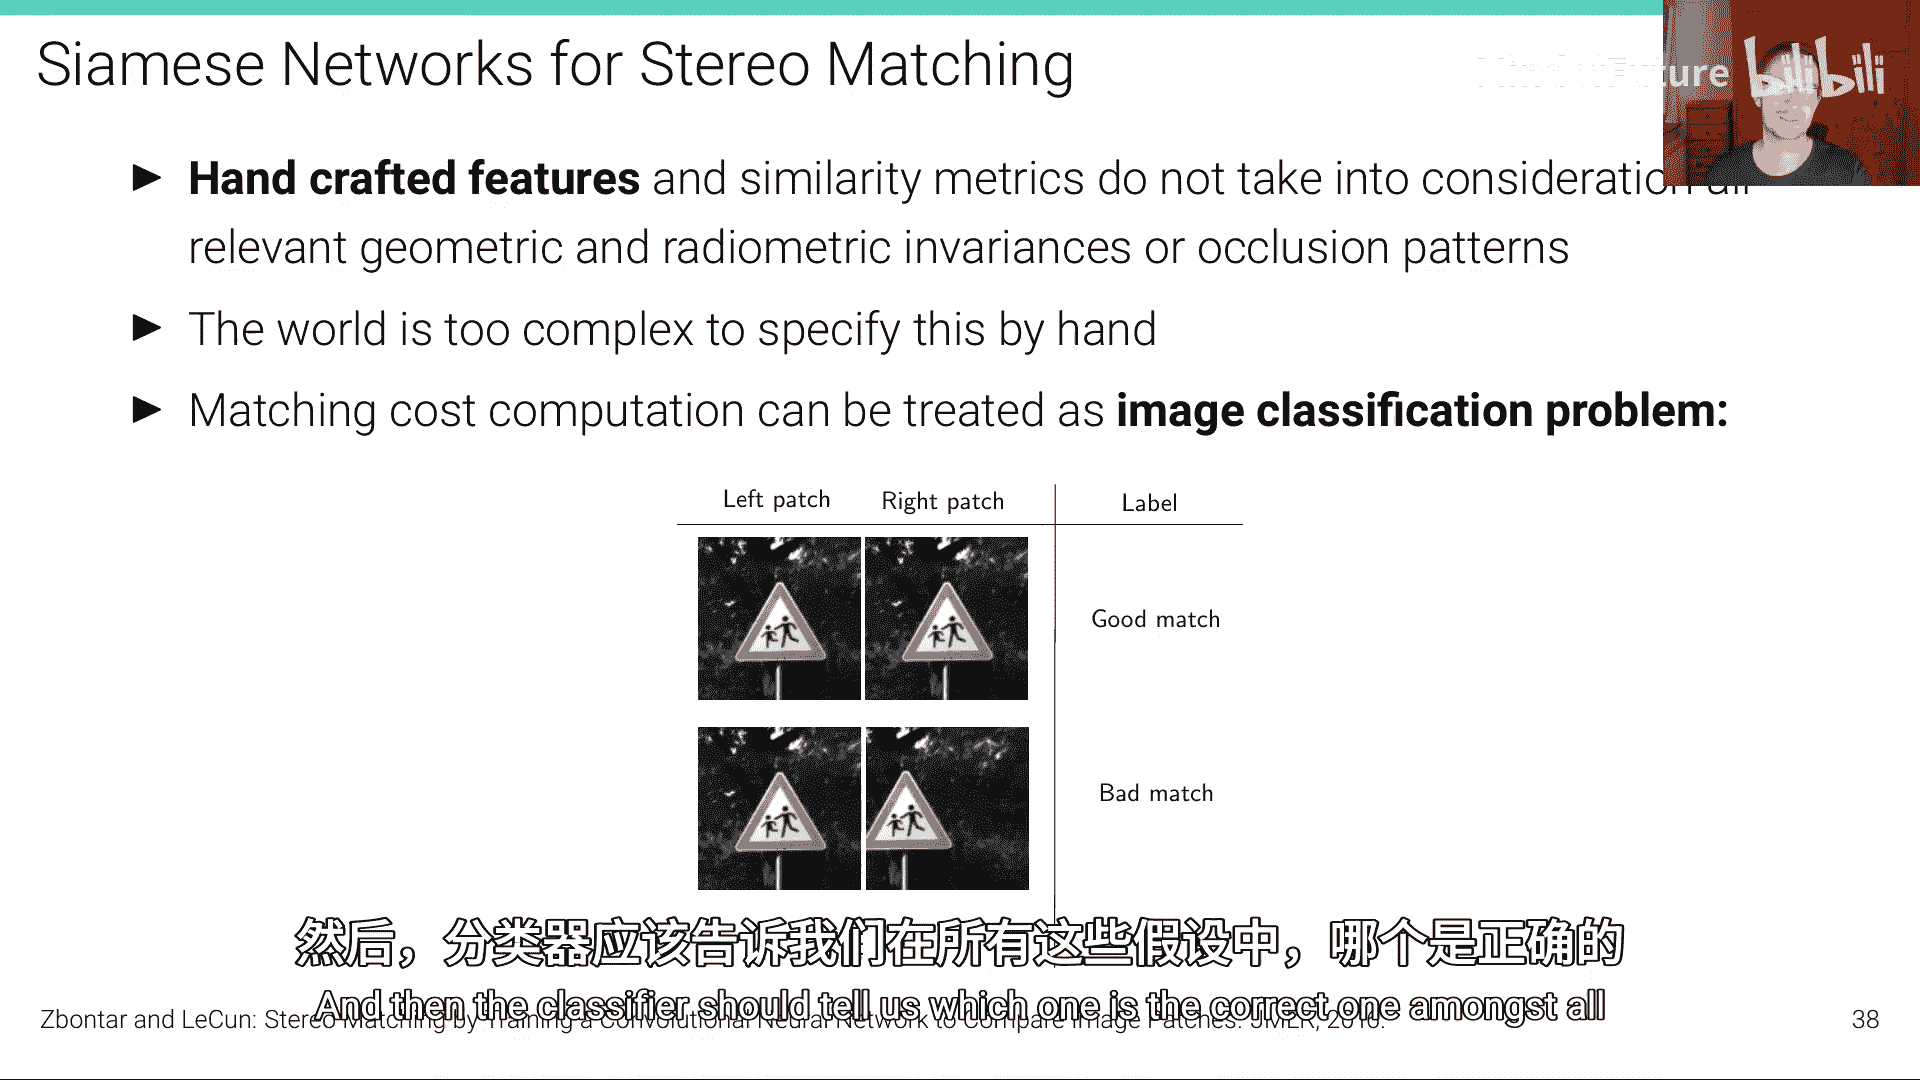 Siamese Networks for Stereo Matching
ture bilibili
Hand crafted features and similarity metrics do not take into consideration all
relevant geometric and radiometric invariances or occlusion patterns
The world is too complex to specify this by hand
Matching cost computation can be treated as image classification problem:
Left patch Right patch Label
Good match
Bad match
然后，分类器应该告诉我们在所有这些假设中，哪个是正确的
And then the classifier should tell us which one is the correct one amongst all
Zbontar and LeCun: Stereo Matching by Training a Convolutional Neural Network to Compare Image Patches. JMLR, 2016.
38